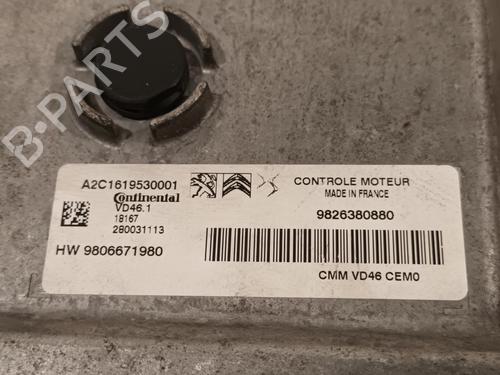 B-PARTS
A2C1619530001
Continental
VD46.1
18167
280031113
HW 9806671980
CONTROLE MOTEUR
MADE IN FRANCE
9826380880
CMM VD46 CEM0